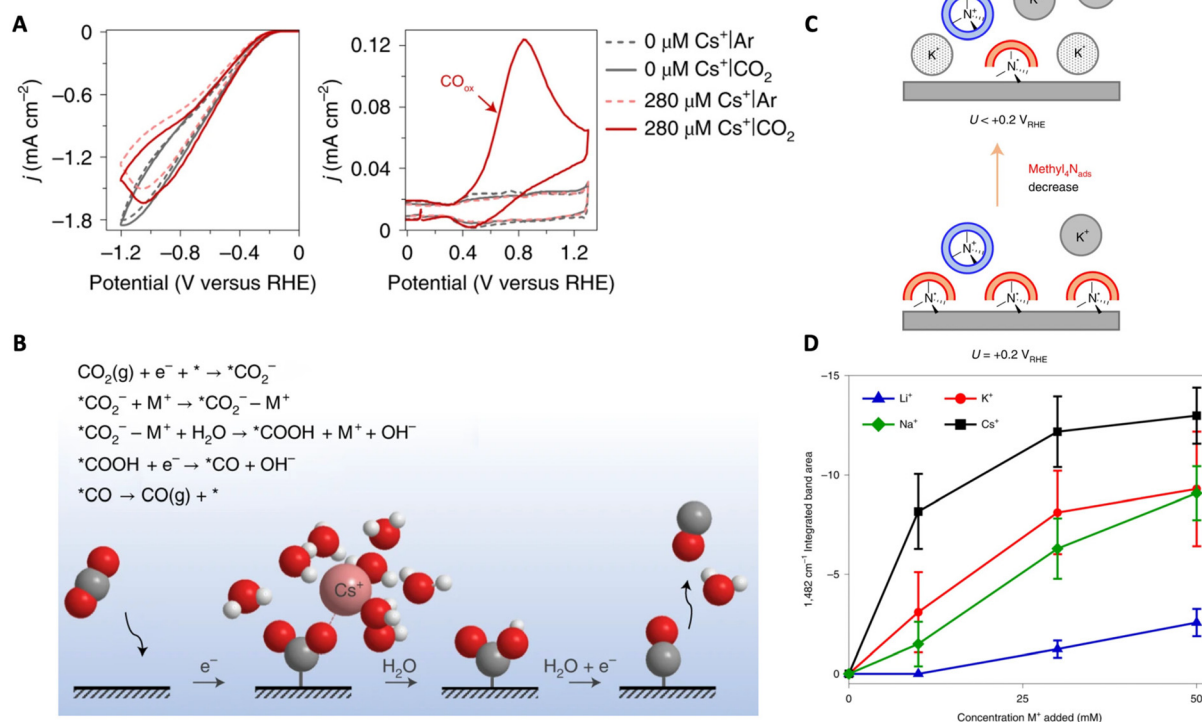 A
0
−0.6
−1.2
−1.8
j (mA cm⁻²)
−1.2 −0.8 −0.4 0
Potential (V versus RHE)
0.12
0.08
0.04
0
j (mA cm⁻²)
CO_ox
0 0.4 0.8 1.2
Potential (V versus RHE)
0 μM Cs⁺|Ar
0 μM Cs⁺|CO₂
280 μM Cs⁺|Ar
280 μM Cs⁺|CO₂
B
CO₂(g) + e⁻ + * → *CO₂⁻
*CO₂⁻ + M⁺ → *CO₂⁻ – M⁺
*CO₂⁻ – M⁺ + H₂O → *COOH + M⁺ + OH⁻
*COOH + e⁻ → *CO + OH⁻
*CO → CO(g) + *
Cs⁺
e⁻
H₂O
H₂O + e⁻
C
N⁺
K⁺
N⁺
K⁺
U < +0.2 V_RHE
Methyl₄N_ads
decrease
N⁺
K⁺
N⁺
N⁺
N⁺
U = +0.2 V_RHE
D
−15
−10
−5
0
1,482 cm⁻¹ Integrated band area
Li⁺
K⁺
Na⁺
Cs⁺
0 25 50
Concentration M⁺ added (mM)